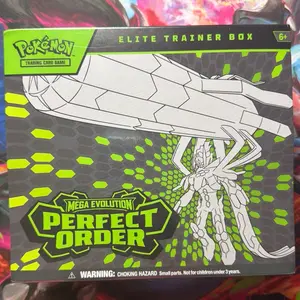 POKÉMON
TRADING CARD GAME
ELITE TRAINER BOX
6+
MEGA EVOLUTION
PERFECT
ORDER
WARNING: CHOKING HAZARD Small parts. Not for children under 3 years.